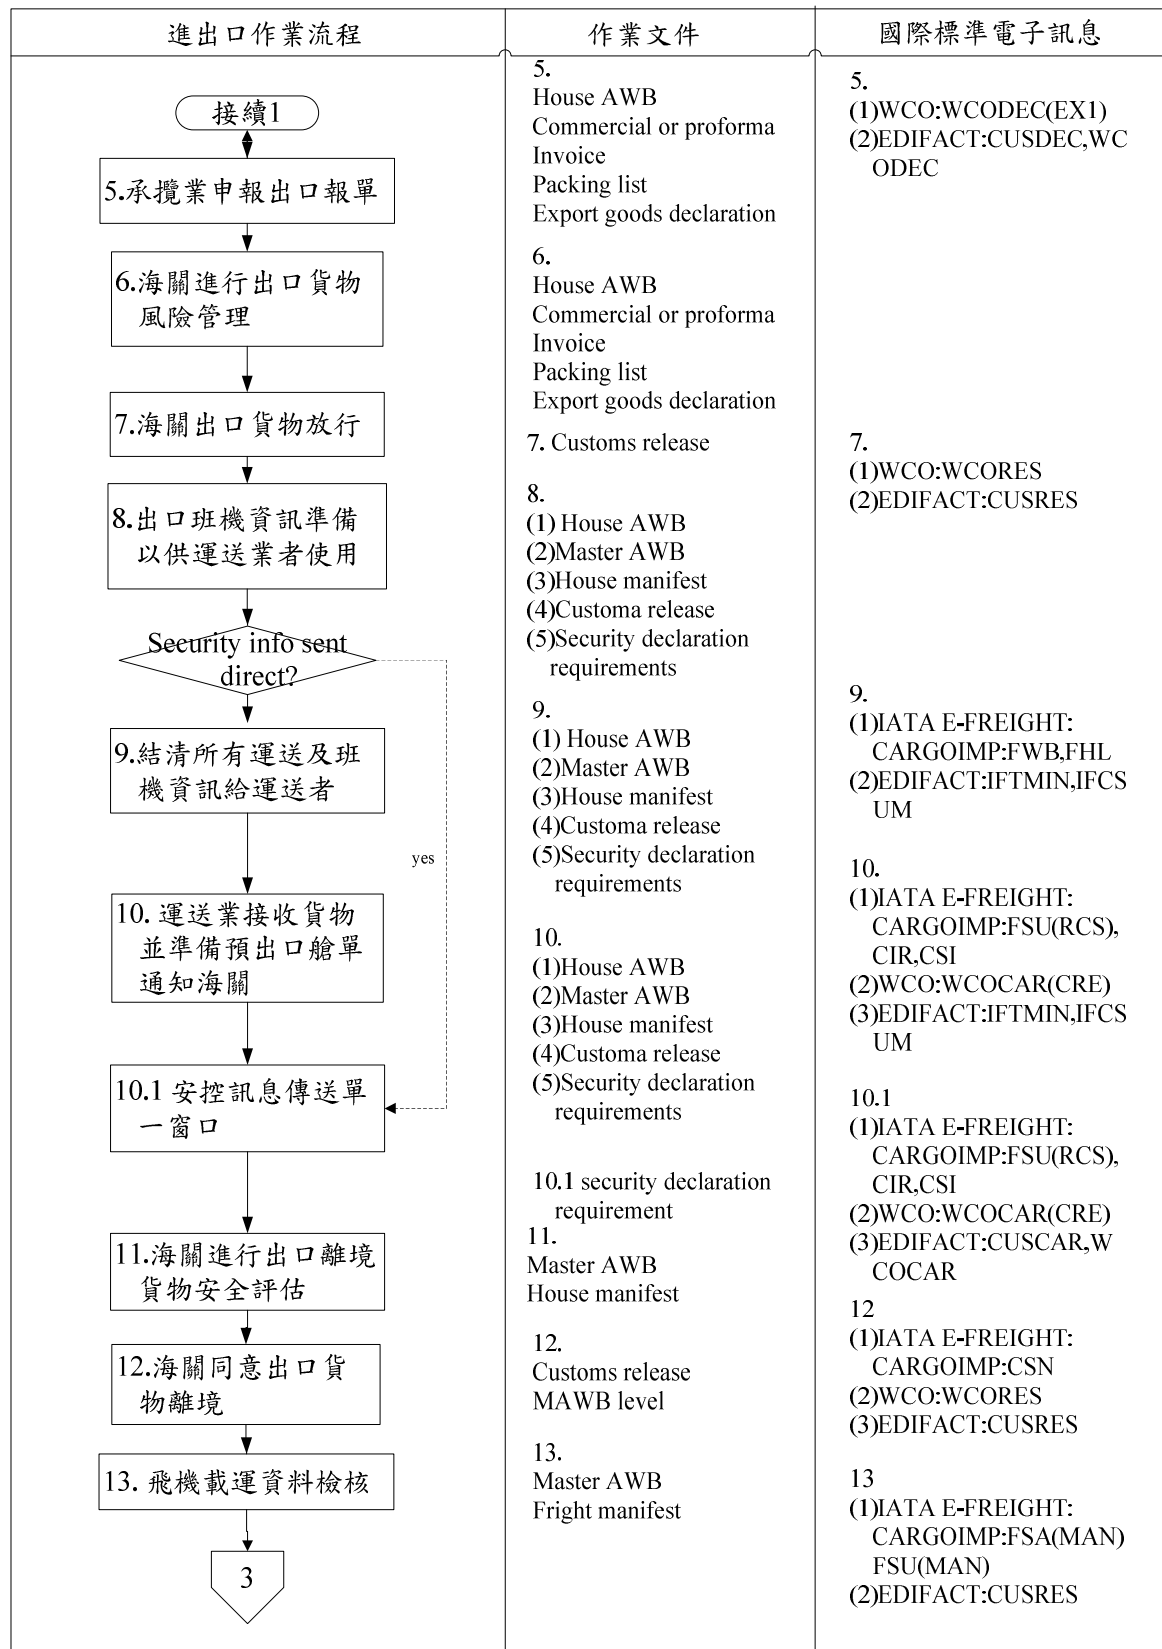 進出口作業流程
作業文件
國際標準電子訊息
接續1
5.承攬業申報出口報單
6.海關進行出口貨物
風險管理
7.海關出口貨物放行
8.出口班機資訊準備
以供運送業者使用
Security info sent
direct?
9.結清所有運送及班
機資訊給運送者
yes
10. 運送業接收貨物
並準備預出口艙單
通知海關
10.1 安控訊息傳送單
一窗口
11.海關進行出口離境
貨物安全評估
12.海關同意出口貨
物離境
13. 飛機載運資料檢核
3
5.
House AWB
Commercial or proforma
Invoice
Packing list
Export goods declaration
6.
House AWB
Commercial or proforma
Invoice
Packing list
Export goods declaration
7. Customs release
8.
(1) House AWB
(2)Master AWB
(3)House manifest
(4)Customa release
(5)Security declaration
requirements
9.
(1) House AWB
(2)Master AWB
(3)House manifest
(4)Customa release
(5)Security declaration
requirements
10.
(1)House AWB
(2)Master AWB
(3)House manifest
(4)Customa release
(5)Security declaration
requirements
10.1 security declaration
requirement
11.
Master AWB
House manifest
12.
Customs release
MAWB level
13.
Master AWB
Fright manifest
5.
(1)WCO:WCODEC(EX1)
(2)EDIFACT:CUSDEC,WC
ODEC
7.
(1)WCO:WCORES
(2)EDIFACT:CUSRES
9.
(1)IATA E-FREIGHT:
CARGOIMP:FWB,FHL
(2)EDIFACT:IFTMIN,IFCS
UM
10.
(1)IATA E-FREIGHT:
CARGOIMP:FSU(RCS),
CIR,CSI
(2)WCO:WCOCAR(CRE)
(3)EDIFACT:IFTMIN,IFCS
UM
10.1
(1)IATA E-FREIGHT:
CARGOIMP:FSU(RCS),
CIR,CSI
(2)WCO:WCOCAR(CRE)
(3)EDIFACT:CUSCAR,W
COCAR
12
(1)IATA E-FREIGHT:
CARGOIMP:CSN
(2)WCO:WCORES
(3)EDIFACT:CUSRES
13
(1)IATA E-FREIGHT:
CARGOIMP:FSA(MAN)
FSU(MAN)
(2)EDIFACT:CUSRES